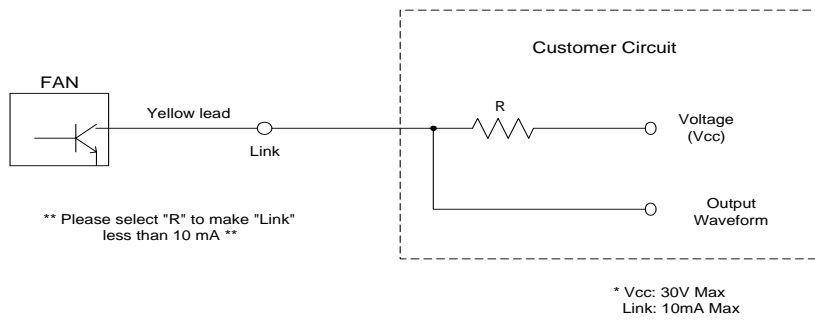 Customer Circuit
FAN
Yellow lead
Link
R
Voltage
(Vcc)
Output
Waveform
** Please select "R" to make "Link"
less than 10 mA **
* Vcc: 30V Max
Link: 10mA Max